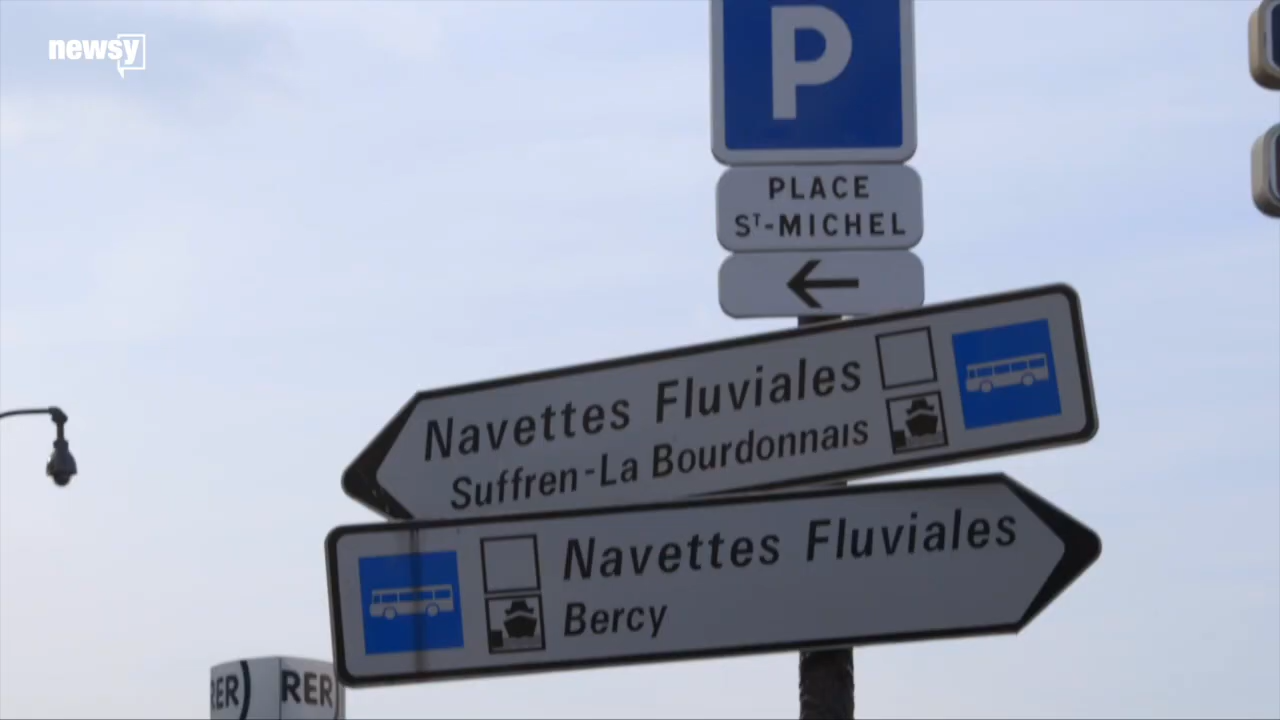 newsy
P
PLACE
ST-MICHEL
Navettes Fluviales
Suffren-La Bourdonnais
Navettes Fluviales
Bercy
RER
RER